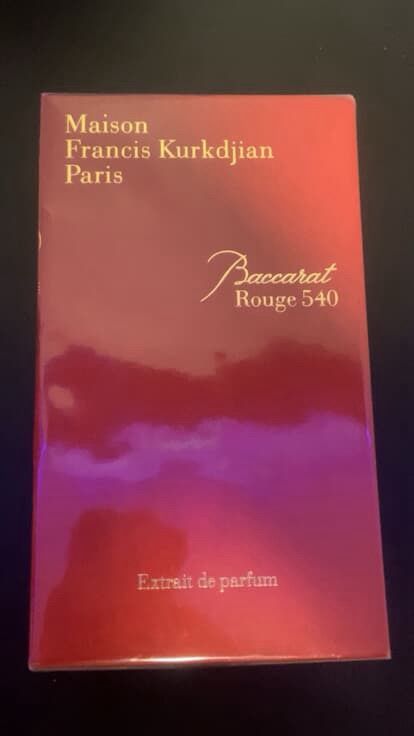 Maison
Francis Kurkdjian
Paris
Baccarat
Rouge 540
Extrait de parfum